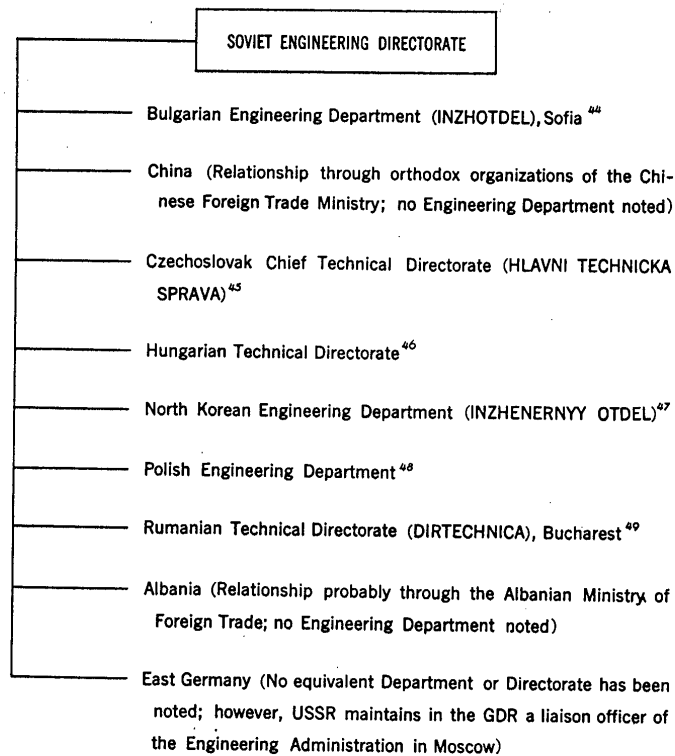 SOVIET ENGINEERING DIRECTORATE
Bulgarian Engineering Department (INZHOTDEL), Sofia 44
China (Relationship through orthodox organizations of the Chi-
nese Foreign Trade Ministry; no Engineering Department noted)
Czechoslovak Chief Technical Directorate (HLAVNI TECHNICKA
SPRAVA) 45
Hungarian Technical Directorate 46
North Korean Engineering Department (INZHENERNYY OTDEL) 47
Polish Engineering Department 48
Rumanian Technical Directorate (DIRTECHNICA), Bucharest 49
Albania (Relationship probably through the Albanian Ministry of
Foreign Trade; no Engineering Department noted)
East Germany (No equivalent Department or Directorate has been
noted; however, USSR maintains in the GDR a liaison officer of
the Engineering Administration in Moscow)